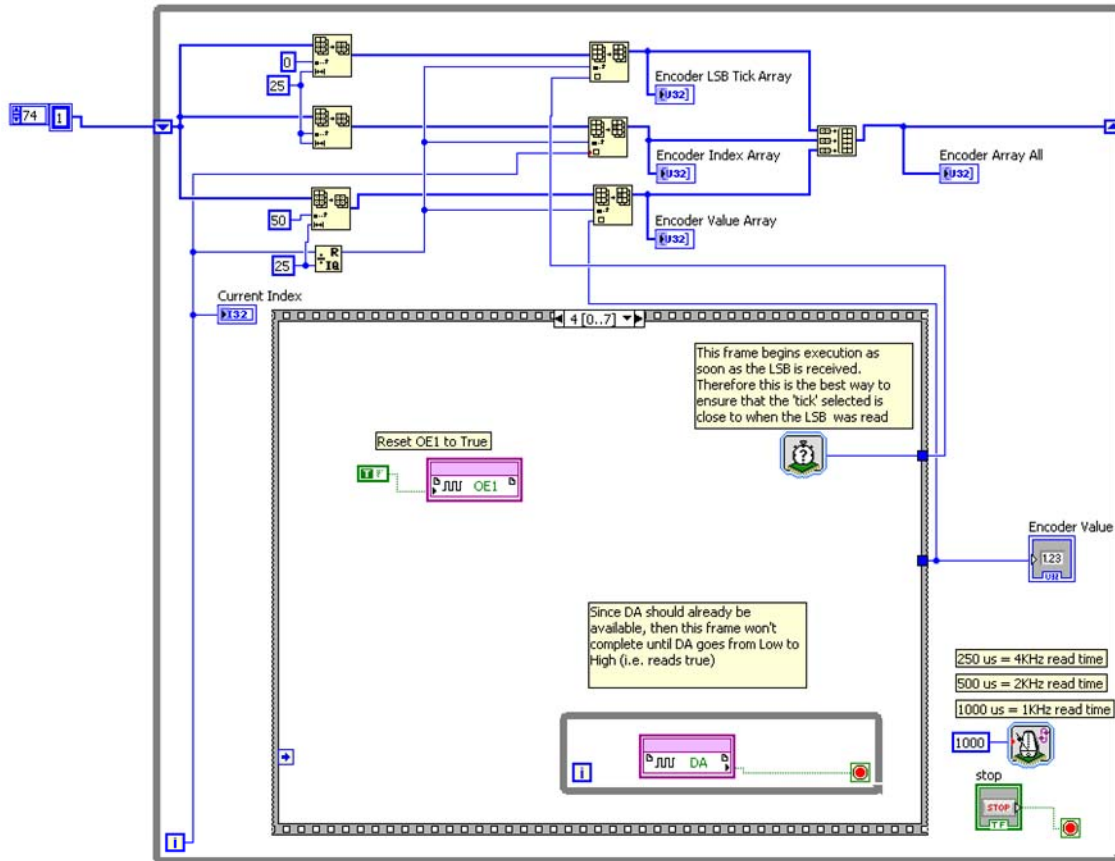 0
25
74
1
Encoder LSB Tick Array
U32]
Encoder Index Array
U32]
Encoder Array All
U32]
50
Encoder Value Array
U32]
R
IQ
25
Current Index
I32
4 [0..7]
This frame begins execution as
soon as the LSB is received.
Therefore this is the best way to
ensure that the 'tick' selected is
close to when the LSB was read
?
Reset OE1 to True
T F
OE1
Encoder Value
1.23
Since DA should already be
available, then this frame won't
complete until DA goes from Low to
High (i.e. reads true)
250 us = 4KHz read time
500 us = 2KHz read time
1000 us = 1KHz read time
1000
i
DA
stop
STOP
TF
i